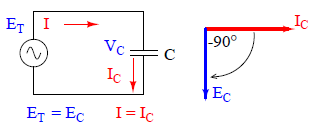 E_T I
V_C C
I_C
E_T = E_C I = I_C
I_C
-90°
E_C